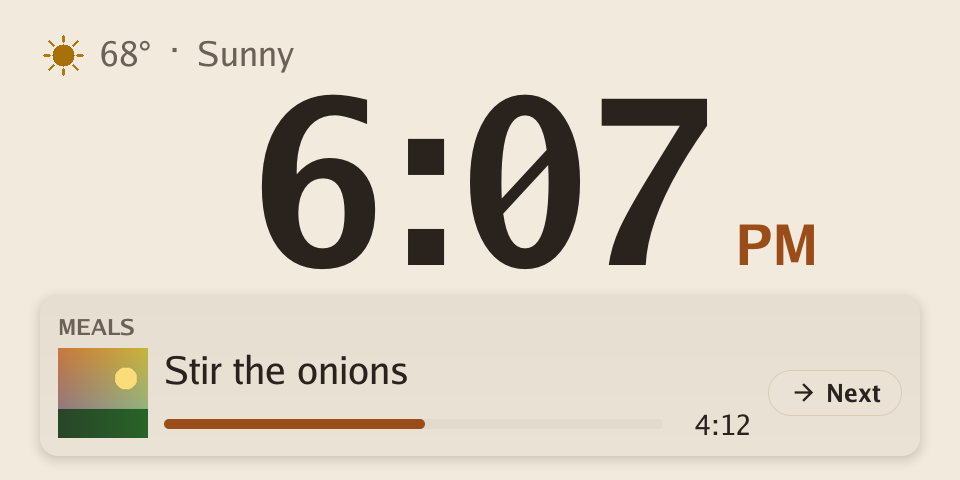 68° · Sunny
6:07 PM
MEALS
Stir the onions
4:12
→ Next